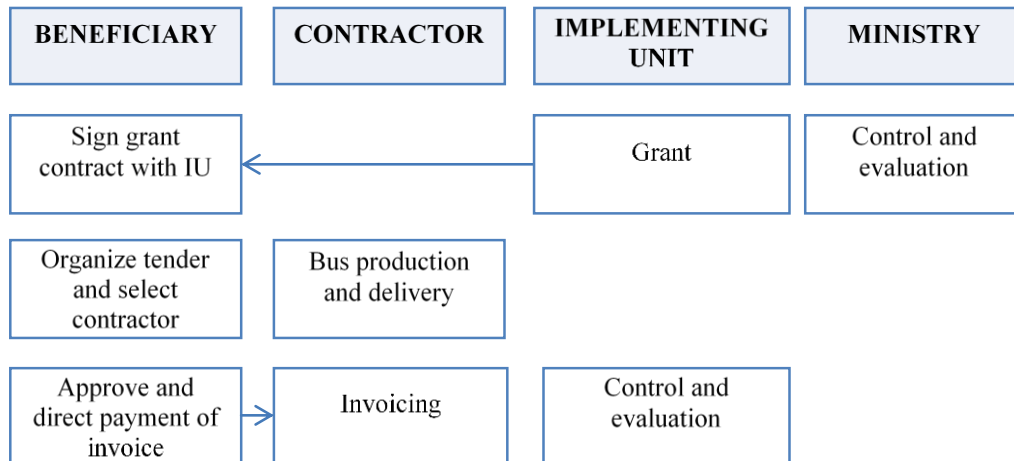 BENEFICIARY
CONTRACTOR
IMPLEMENTING
UNIT
MINISTRY
Sign grant
contract with IU
Grant
Control and
evaluation
Organize tender
and select
contractor
Bus production
and delivery
Approve and
direct payment of
invoice
Invoicing
Control and
evaluation